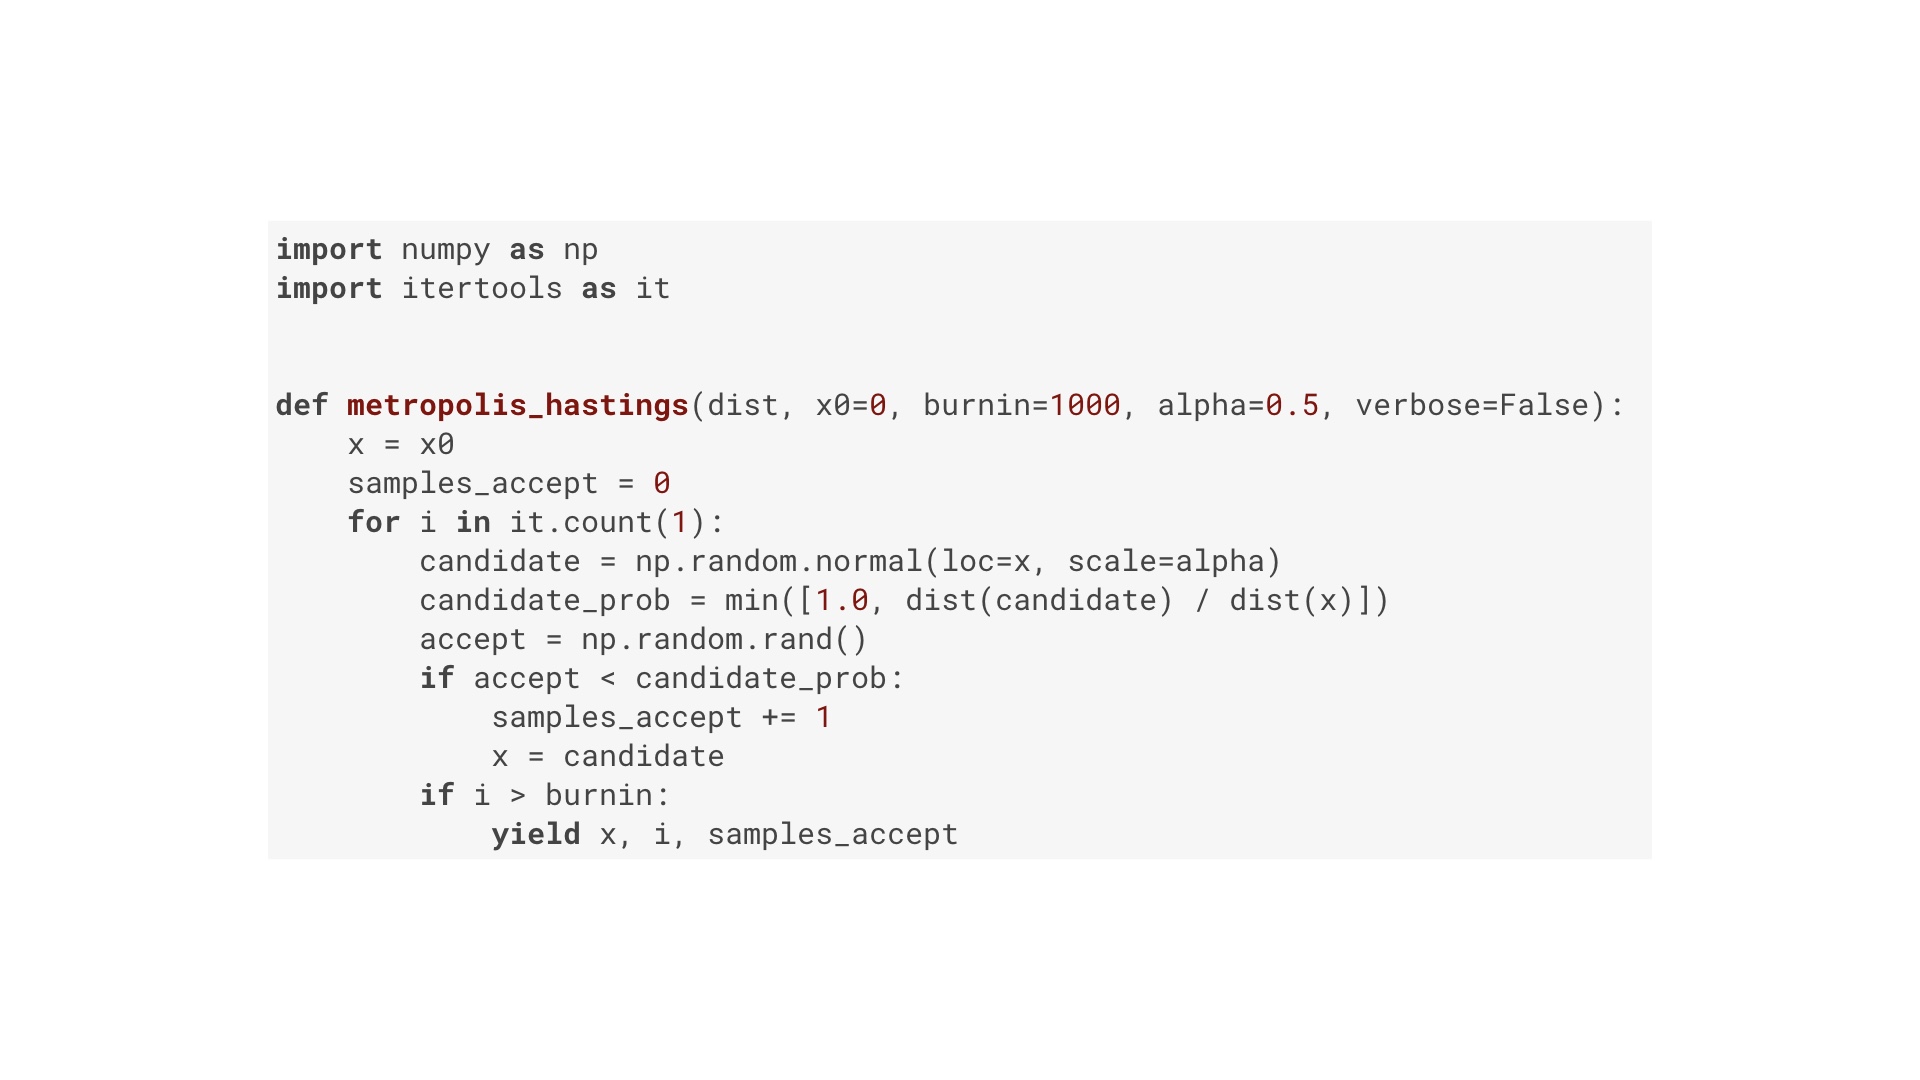 import numpy as np
import itertools as it
def metropolis_hastings(dist, x0=0, burnin=1000, alpha=0.5, verbose=False):
    x = x0
    samples_accept = 0
    for i in it.count(1):
        candidate = np.random.normal(loc=x, scale=alpha)
        candidate_prob = min([1.0, dist(candidate) / dist(x)])
        accept = np.random.rand()
        if accept < candidate_prob:
            samples_accept += 1
            x = candidate
        if i > burnin:
            yield x, i, samples_accept